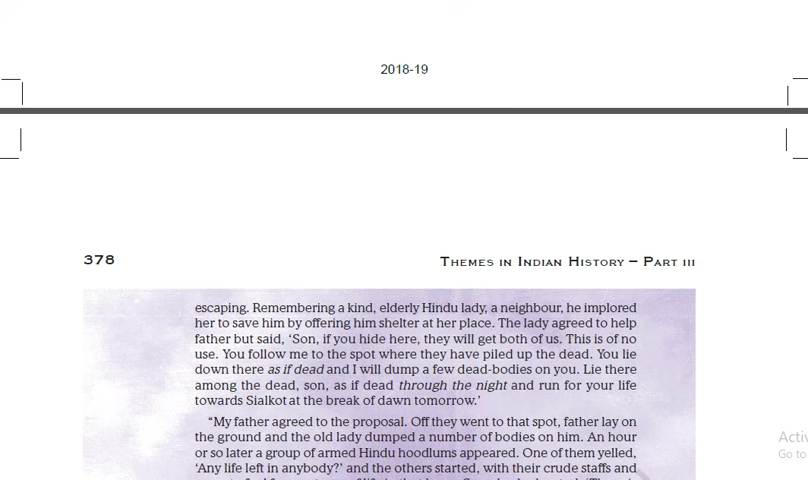 2018-19
378
THEMES IN INDIAN HISTORY – PART III
escaping. Remembering a kind, elderly Hindu lady, a neighbour, he implored
her to save him by offering him shelter at her place. The lady agreed to help
father but said, ‘Son, if you hide here, they will get both of us. This is of no
use. You follow me to the spot where they have piled up the dead. You lie
down there as if dead and I will dump a few dead-bodies on you. Lie there
among the dead, son, as if dead through the night and run for your life
towards Sialkot at the break of dawn tomorrow.’
“My father agreed to the proposal. Off they went to that spot, father lay on
the ground and the old lady dumped a number of bodies on him. An hour
or so later a group of armed Hindu hoodlums appeared. One of them yelled,
‘Any life left in anybody?’ and the others started, with their crude staffs and
Go to